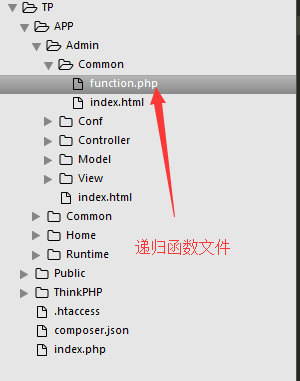 TP
APP
Admin
Common
function.php
index.html
Conf
Controller
Model
View
index.html
Common
Home
Runtime
递归函数文件
Public
ThinkPHP
.htaccess
composer.json
index.php